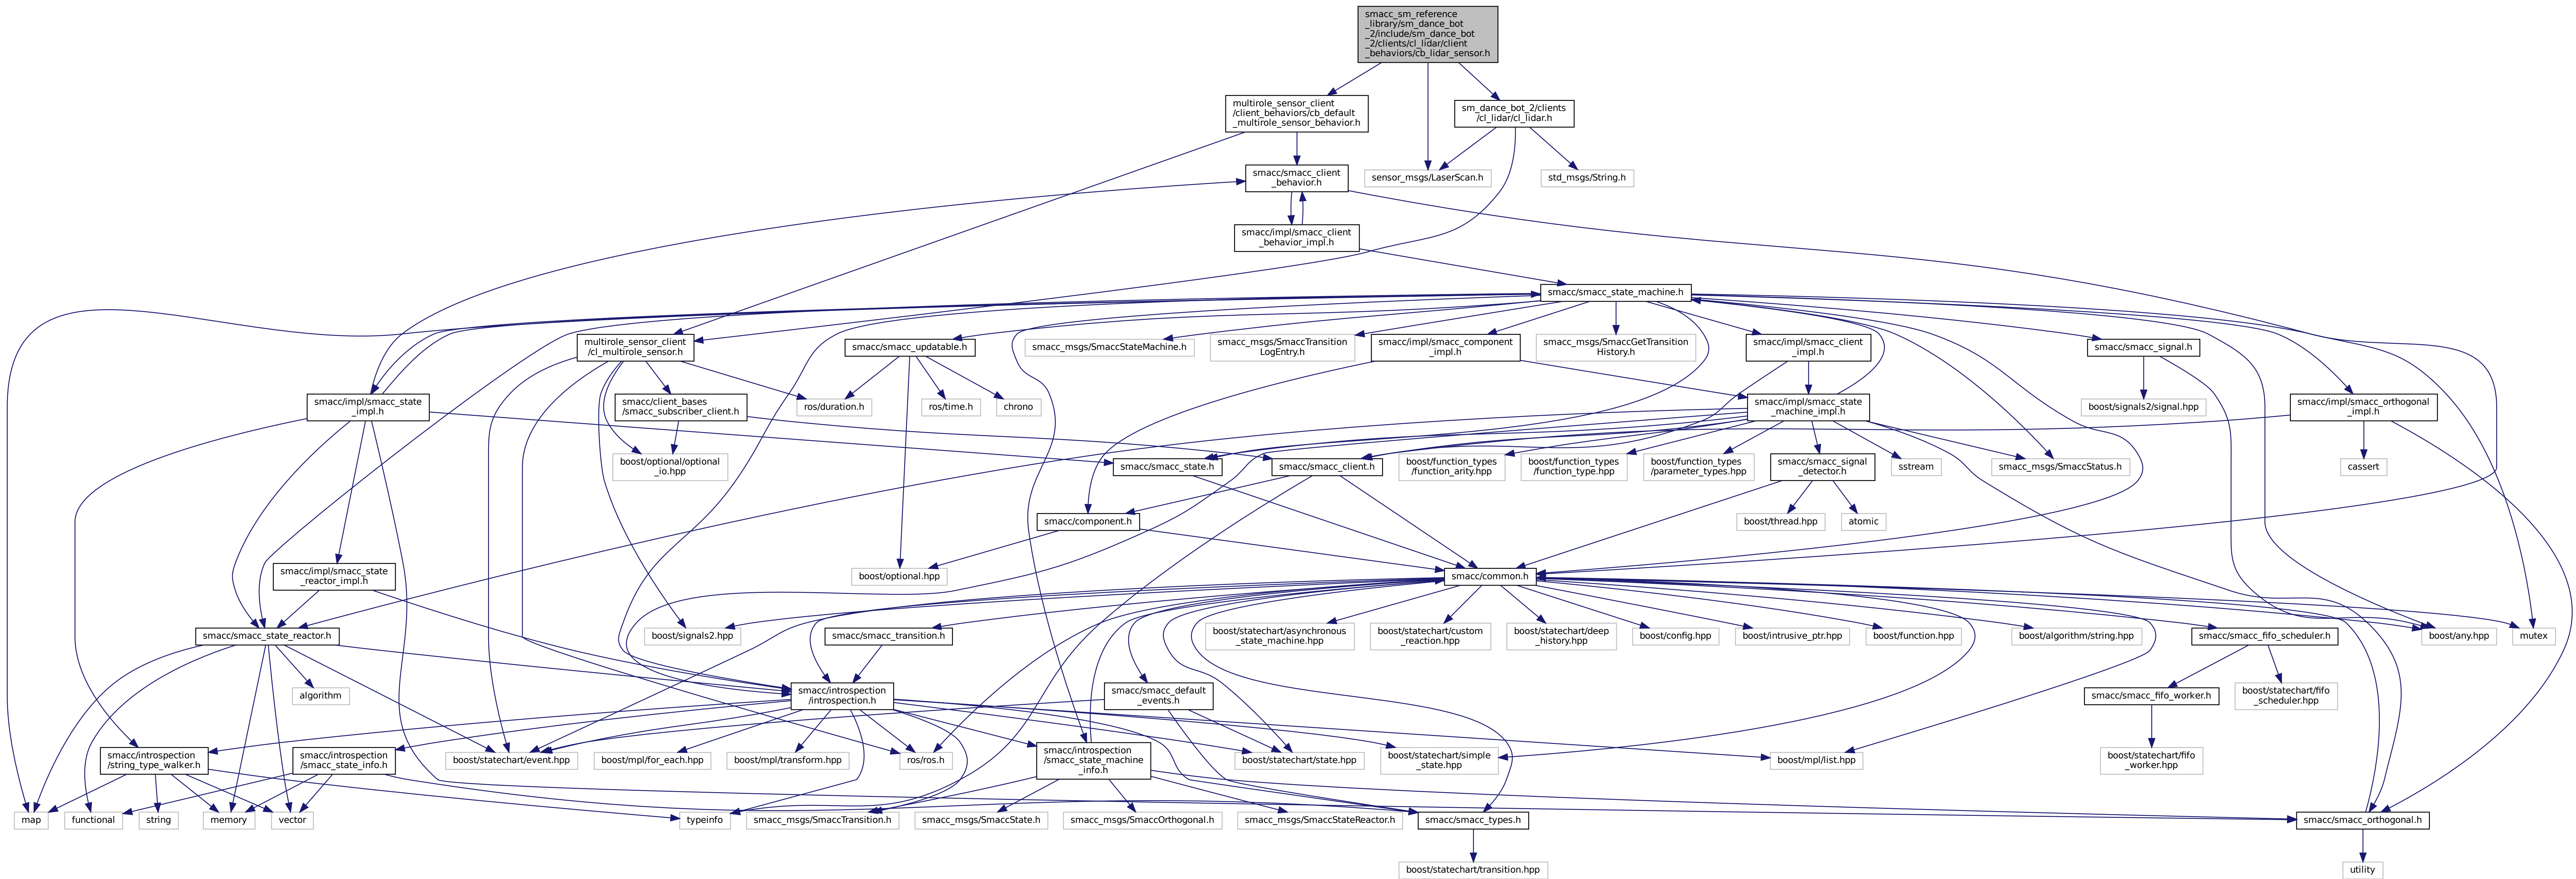 smacc_sm_reference
_library/sm_dance_bot
_2/include/sm_dance_bot
_2/clients/cl_lidar/client
_behaviors/cb_lidar_sensor.h
multirole_sensor_client
/client_behaviors/cb_default
_multirole_sensor_behavior.h
sm_dance_bot_2/clients
/cl_lidar/cl_lidar.h
smacc/smacc_client
_behavior.h
sensor_msgs/LaserScan.h
std_msgs/String.h
smacc/impl/smacc_client
_behavior_impl.h
smacc/smacc_state_machine.h
multirole_sensor_client
/cl_multirole_sensor.h
smacc/smacc_updatable.h
smacc_msgs/SmaccStateMachine.h
smacc_msgs/SmaccTransition
LogEntry.h
smacc/impl/smacc_component
_impl.h
smacc_msgs/SmaccGetTransition
History.h
smacc/impl/smacc_client
_impl.h
smacc/smacc_signal.h
smacc/impl/smacc_state
_impl.h
smacc/client_bases
/smacc_subscriber_client.h
ros/duration.h
ros/time.h
chrono
smacc/impl/smacc_state
_machine_impl.h
boost/signals2/signal.hpp
smacc/impl/smacc_orthogonal
_impl.h
boost/optional/optional
_io.hpp
smacc/smacc_state.h
smacc/smacc_client.h
boost/function_types
/function_arity.hpp
boost/function_types
/function_type.hpp
boost/function_types
/parameter_types.hpp
smacc/smacc_signal
_detector.h
sstream
smacc_msgs/SmaccStatus.h
cassert
smacc/component.h
boost/thread.hpp
atomic
smacc/impl/smacc_state
_reactor_impl.h
boost/optional.hpp
smacc/common.h
smacc/smacc_state_reactor.h
boost/signals2.hpp
smacc/smacc_transition.h
boost/statechart/asynchronous
_state_machine.hpp
boost/statechart/custom
_reaction.hpp
boost/statechart/deep
_history.hpp
boost/config.hpp
boost/intrusive_ptr.hpp
boost/function.hpp
boost/algorithm/string.hpp
smacc/smacc_fifo_scheduler.h
boost/any.hpp
mutex
algorithm
smacc/introspection
/introspection.h
smacc/smacc_default
_events.h
smacc/smacc_fifo_worker.h
boost/statechart/fifo
_scheduler.hpp
smacc/introspection
/string_type_walker.h
smacc/introspection
/smacc_state_info.h
boost/statechart/event.hpp
boost/mpl/for_each.hpp
boost/mpl/transform.hpp
ros/ros.h
smacc/introspection
/smacc_state_machine
_info.h
boost/statechart/state.hpp
boost/statechart/simple
_state.hpp
boost/mpl/list.hpp
boost/statechart/fifo
_worker.hpp
map
functional
string
memory
vector
typeinfo
smacc_msgs/SmaccTransition.h
smacc_msgs/SmaccState.h
smacc_msgs/SmaccOrthogonal.h
smacc_msgs/SmaccStateReactor.h
smacc/smacc_types.h
smacc/smacc_orthogonal.h
boost/statechart/transition.hpp
utility